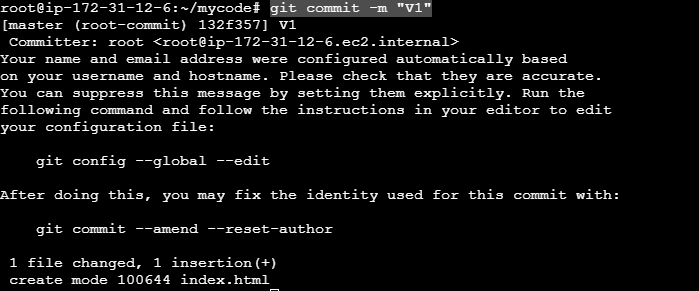 root@ip-172-31-12-6:~/mycode# git commit -m "V1"
[master (root-commit) 132f357] V1
 Committer: root <root@ip-172-31-12-6.ec2.internal>
Your name and email address were configured automatically based
on your username and hostname. Please check that they are accurate.
You can suppress this message by setting them explicitly. Run the
following command and follow the instructions in your editor to edit
your configuration file:

    git config --global --edit

After doing this, you may fix the identity used for this commit with:

    git commit --amend --reset-author

 1 file changed, 1 insertion(+)
 create mode 100644 index.html